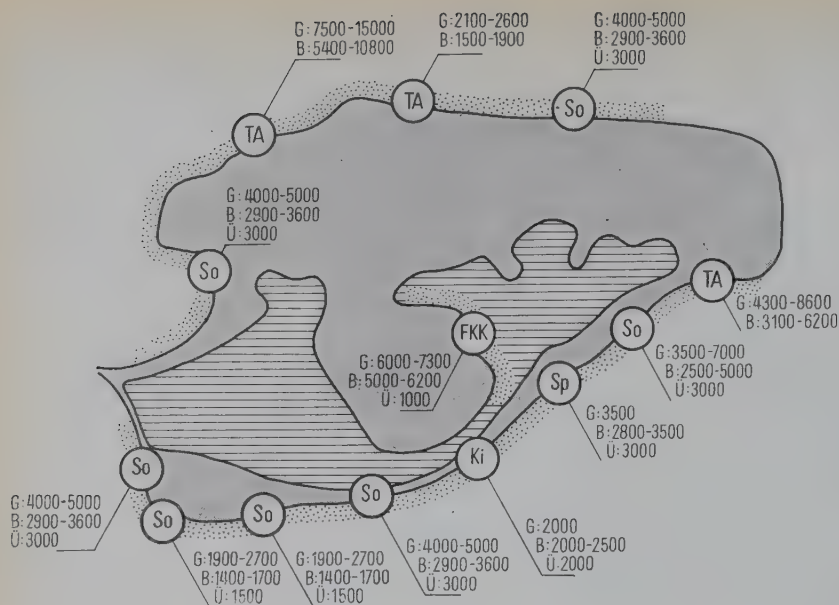 G: 7500-15000
B: 5400-10800
TA
G: 2100-2600
B: 1500-1900
TA
G: 4000-5000
B: 2900-3600
Ü: 3000
So
G: 4000-5000
B: 2900-3600
Ü: 3000
So
TA
G: 4300-8600
B: 3100-6200
FKK
G: 6000-7300
B: 5000-6200
Ü: 1000
So
G: 3500-7000
B: 2500-5000
Ü: 3000
Sp
G: 3500
B: 2800-3500
Ü: 3000
Ki
G: 2000
B: 2000-2500
Ü: 2000
So
G: 4000-5000
B: 2900-3600
Ü: 3000
So
G: 1900-2700
B: 1400-1700
Ü: 1500
So
G: 1900-2700
B: 1400-1700
Ü: 1500
So
G: 4000-5000
B: 2900-3600
Ü: 3000